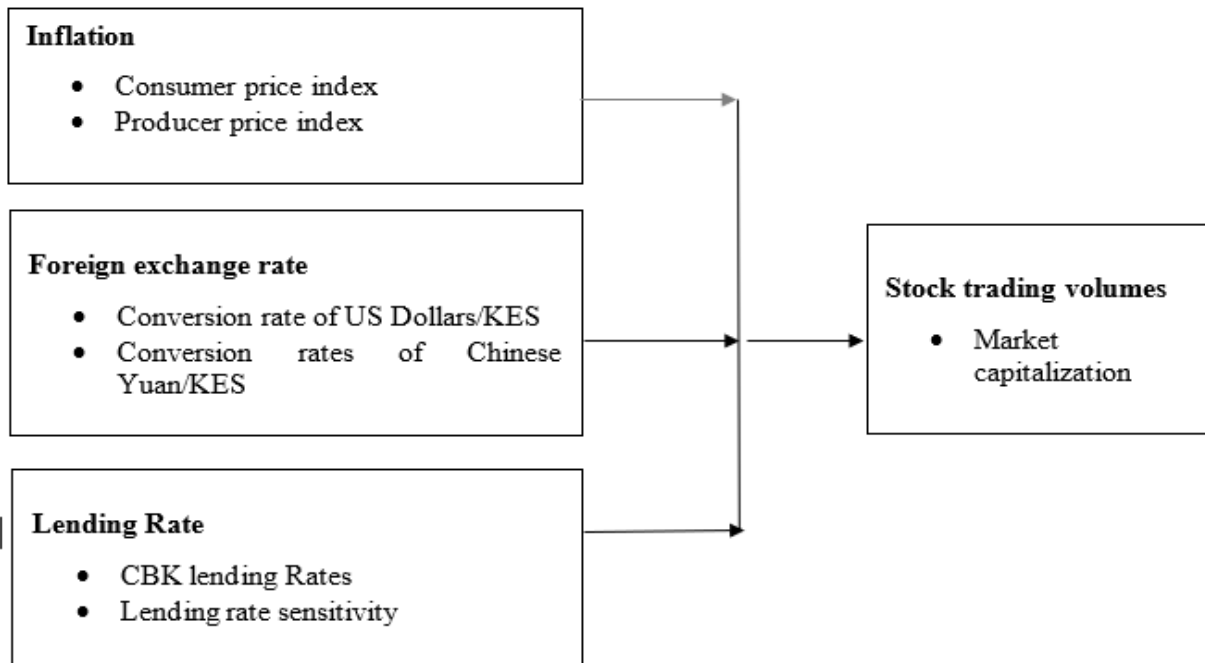 Inflation
• Consumer price index
• Producer price index
Foreign exchange rate
• Conversion rate of US Dollars/KES
• Conversion rates of Chinese
Yuan/KES
Stock trading volumes
• Market
capitalization
Lending Rate
• CBK lending Rates
• Lending rate sensitivity